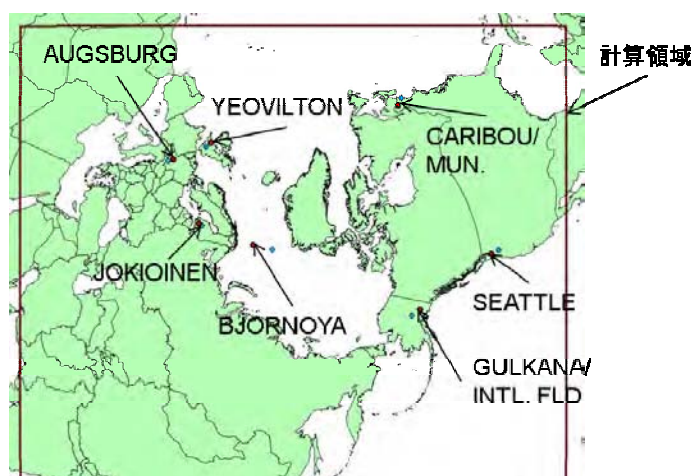 AUGSBURG
計算領域
YEOVILTON
CARIBOU/
MUN.
JOKIOINEN
BJORNOYA
SEATTLE
GULKANA/
INTL. FLD